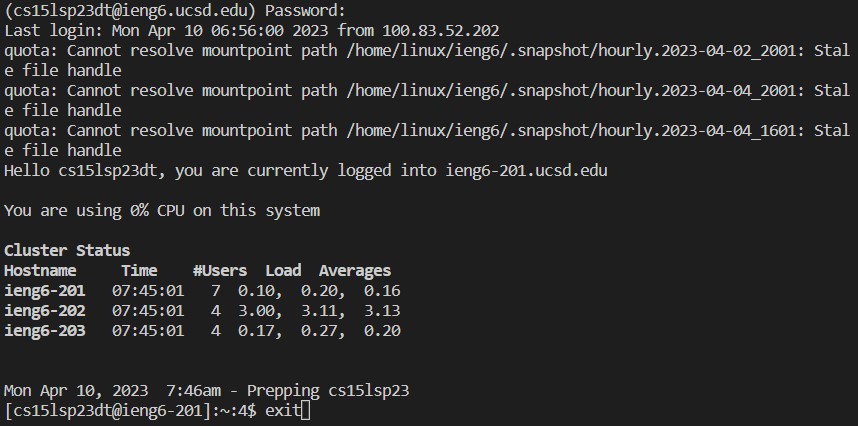 (cs15lsp23dt@ieng6.ucsd.edu) Password:
Last login: Mon Apr 10 06:56:00 2023 from 100.83.52.202
quota: Cannot resolve mountpoint path /home/linux/ieng6/.snapshot/hourly.2023-04-02_2001: Stal
e file handle
quota: Cannot resolve mountpoint path /home/linux/ieng6/.snapshot/hourly.2023-04-04_2001: Stal
e file handle
quota: Cannot resolve mountpoint path /home/linux/ieng6/.snapshot/hourly.2023-04-04_1601: Stal
e file handle
Hello cs15lsp23dt, you are currently logged into ieng6-201.ucsd.edu
You are using 0% CPU on this system
Cluster Status
Hostname Time #Users Load Averages
ieng6-201 07:45:01 7 0.10, 0.20, 0.16
ieng6-202 07:45:01 4 3.00, 3.11, 3.13
ieng6-203 07:45:01 4 0.17, 0.27, 0.20
Mon Apr 10, 2023 7:46am - Prepping cs15lsp23
[cs15lsp23dt@ieng6-201]:~:4$ exit